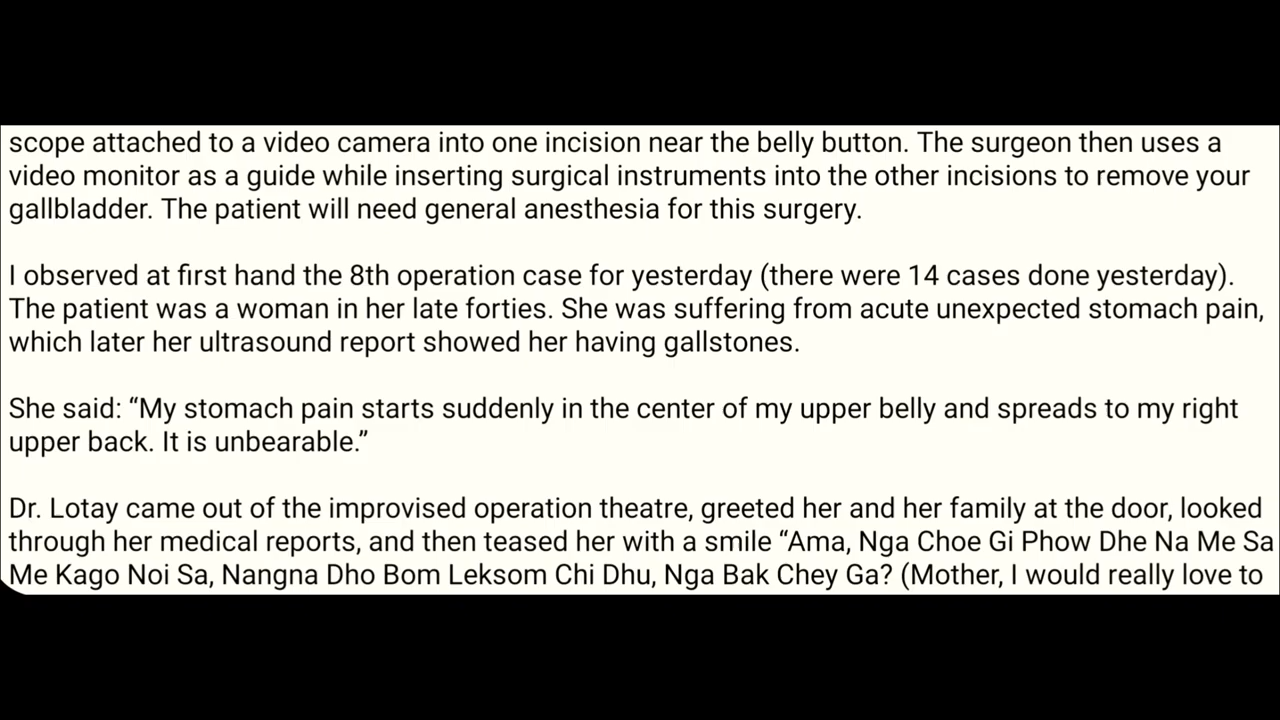 scope attached to a video camera into one incision near the belly button. The surgeon then uses a
video monitor as a guide while inserting surgical instruments into the other incisions to remove your
gallbladder. The patient will need general anesthesia for this surgery.
I observed at first hand the 8th operation case for yesterday (there were 14 cases done yesterday).
The patient was a woman in her late forties. She was suffering from acute unexpected stomach pain,
which later her ultrasound report showed her having gallstones.
She said: “My stomach pain starts suddenly in the center of my upper belly and spreads to my right
upper back. It is unbearable.”
Dr. Lotay came out of the improvised operation theatre, greeted her and her family at the door, looked
through her medical reports, and then teased her with a smile “Ama, Nga Choe Gi Phow Dhe Na Me Sa
Me Kago Noi Sa, Nangna Dho Bom Leksom Chi Dhu, Nga Bak Chey Ga? (Mother, I would really love to